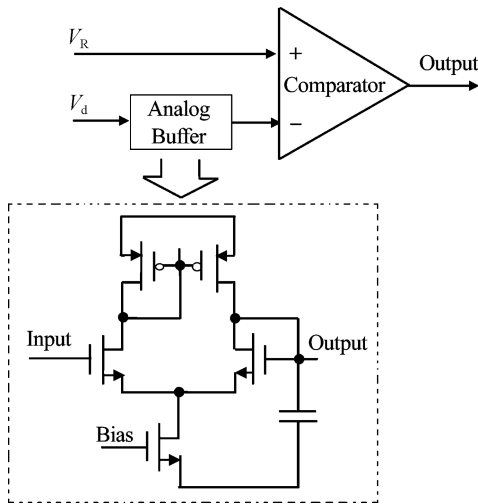 V_R
+
Comparator
Output
V_d
Analog
Buffer
−
Input
Output
Bias